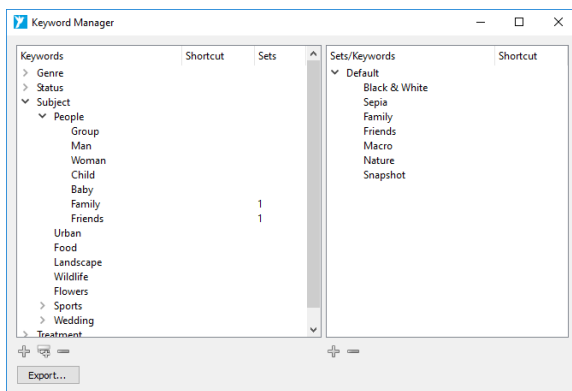 Keyword Manager
Keywords Shortcut Sets
Genre
Status
Subject
People
Group
Man
Woman
Child
Baby
Family 1
Friends 1
Urban
Food
Landscape
Wildlife
Flowers
Sports
Wedding
Treatment
Export...
Sets/Keywords Shortcut
Default
Black & White
Sepia
Family
Friends
Macro
Nature
Snapshot